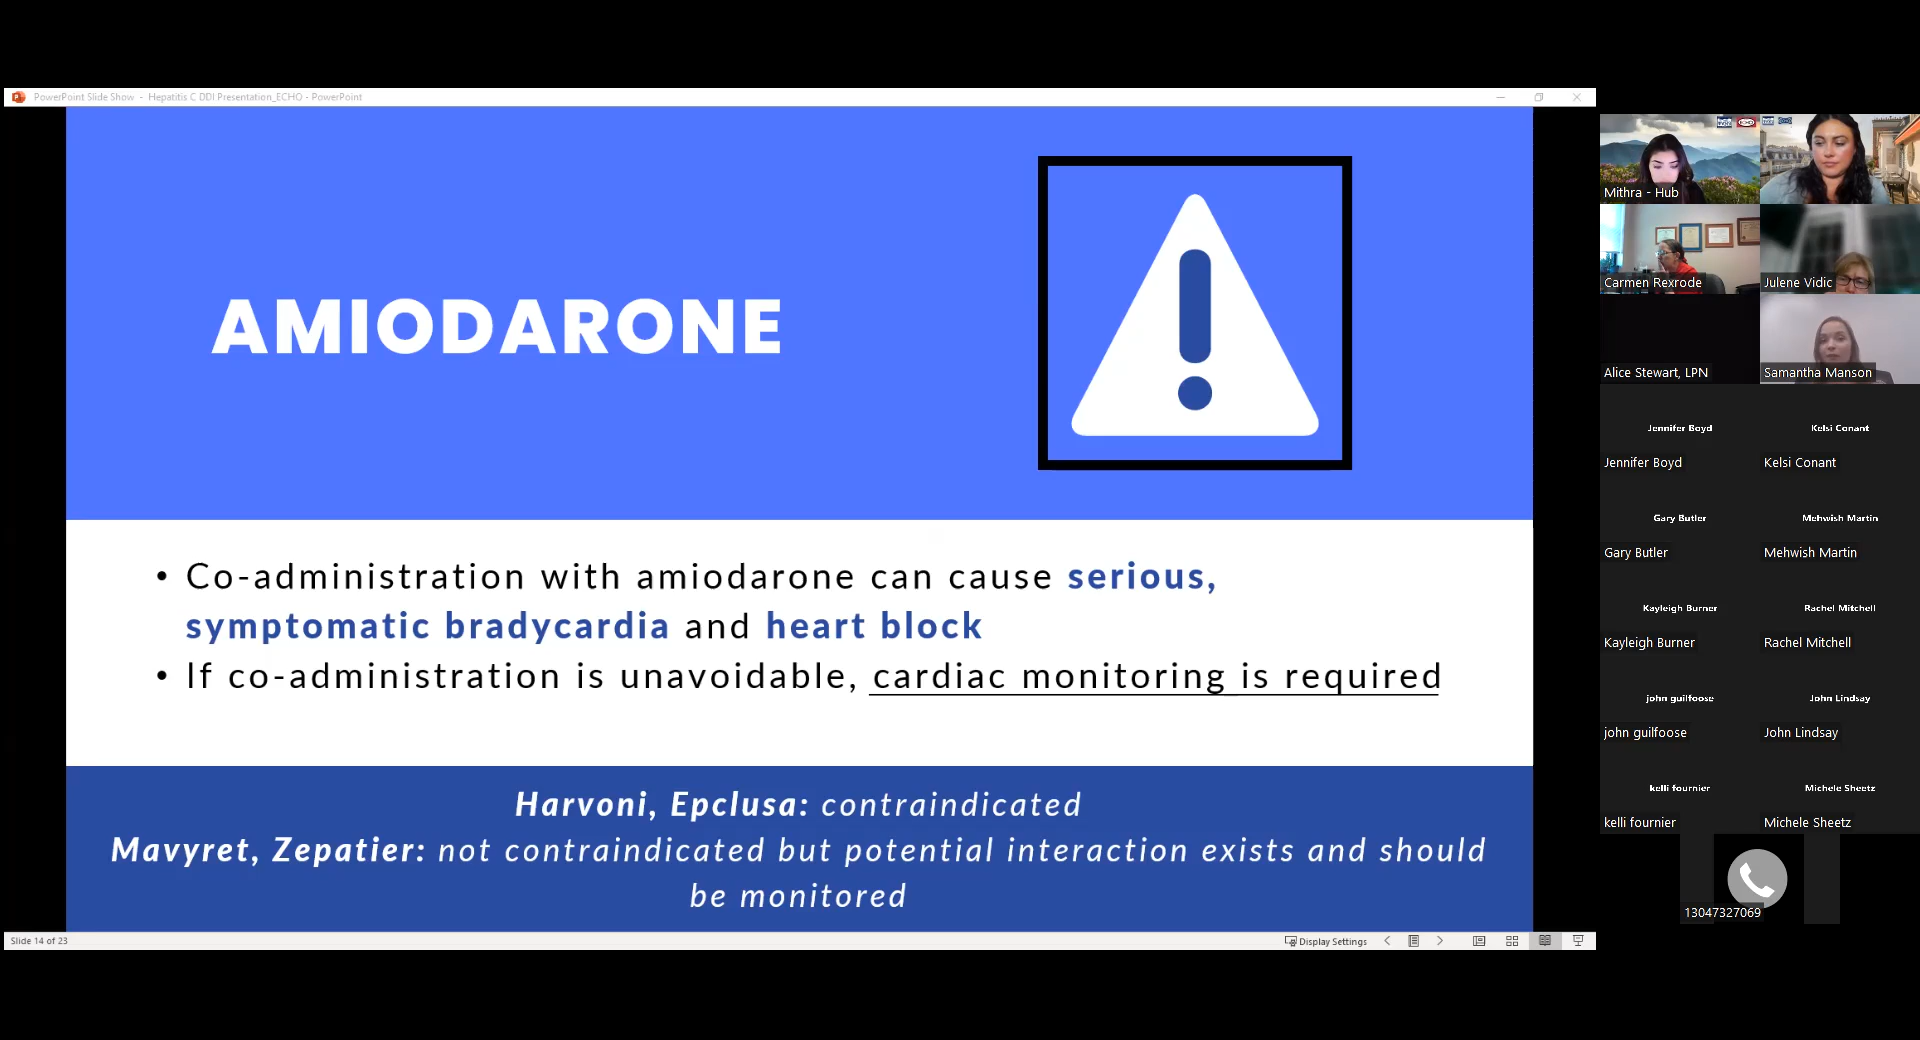 PowerPoint Slide Show - Hepatitis C DDI Presentation_ECHO - PowerPoint
AMIODARONE
• Co-administration with amiodarone can cause serious,
symptomatic bradycardia and heart block
• If co-administration is unavoidable, cardiac monitoring is required
Harvoni, Epclusa: contraindicated
Mavyret, Zepatier: not contraindicated but potential interaction exists and should
be monitored
Slide 14 of 23
Display Settings
Mithra - Hub
Carmen Rexrode
Julene Vidic
Alice Stewart, LPN
Samantha Manson
Jennifer Boyd
Kelsi Conant
Jennifer Boyd
Kelsi Conant
Gary Butler
Mehwish Martin
Gary Butler
Mehwish Martin
Kayleigh Burner
Rachel Mitchell
Kayleigh Burner
Rachel Mitchell
john guilfoose
John Lindsay
john guilfoose
John Lindsay
kelli fournier
Michele Sheetz
kelli fournier
Michele Sheetz
13047327069